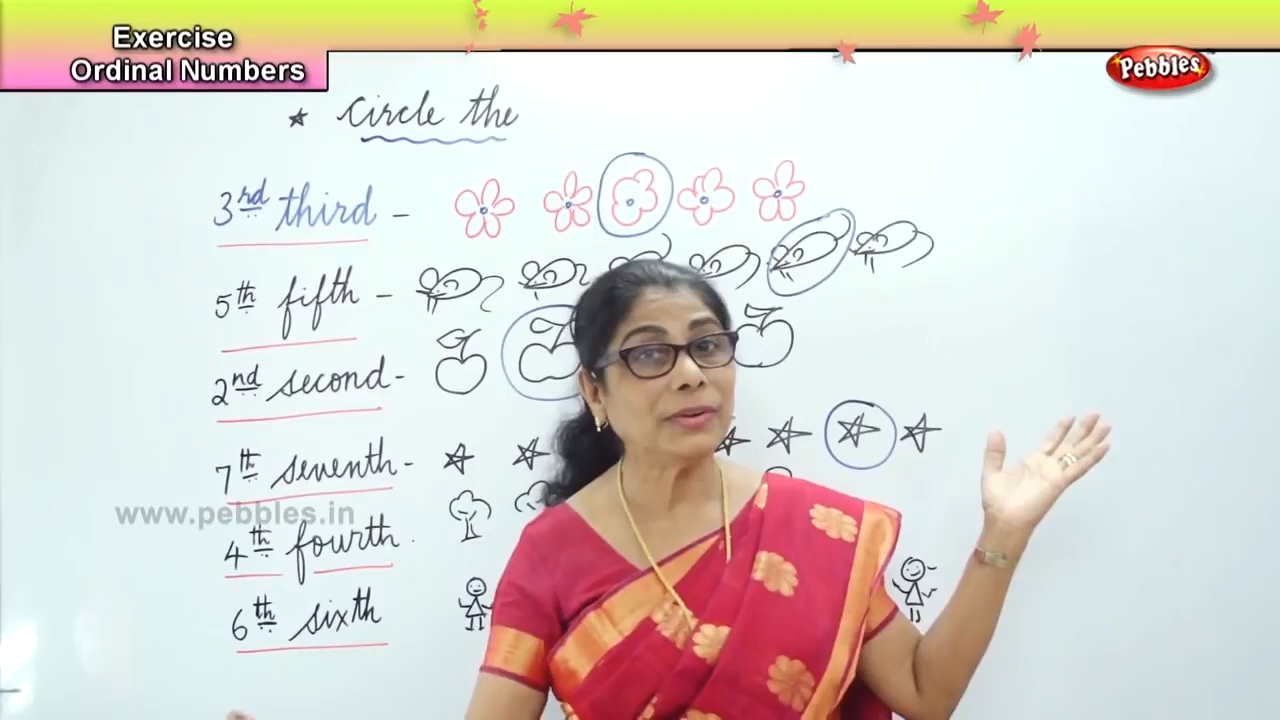 Exercise
Ordinal Numbers
Pebbles
Circle the
3rd third -
5th fifth -
2nd second -
7th seventh -
www.pebbles.in
4th fourth
6th sixth